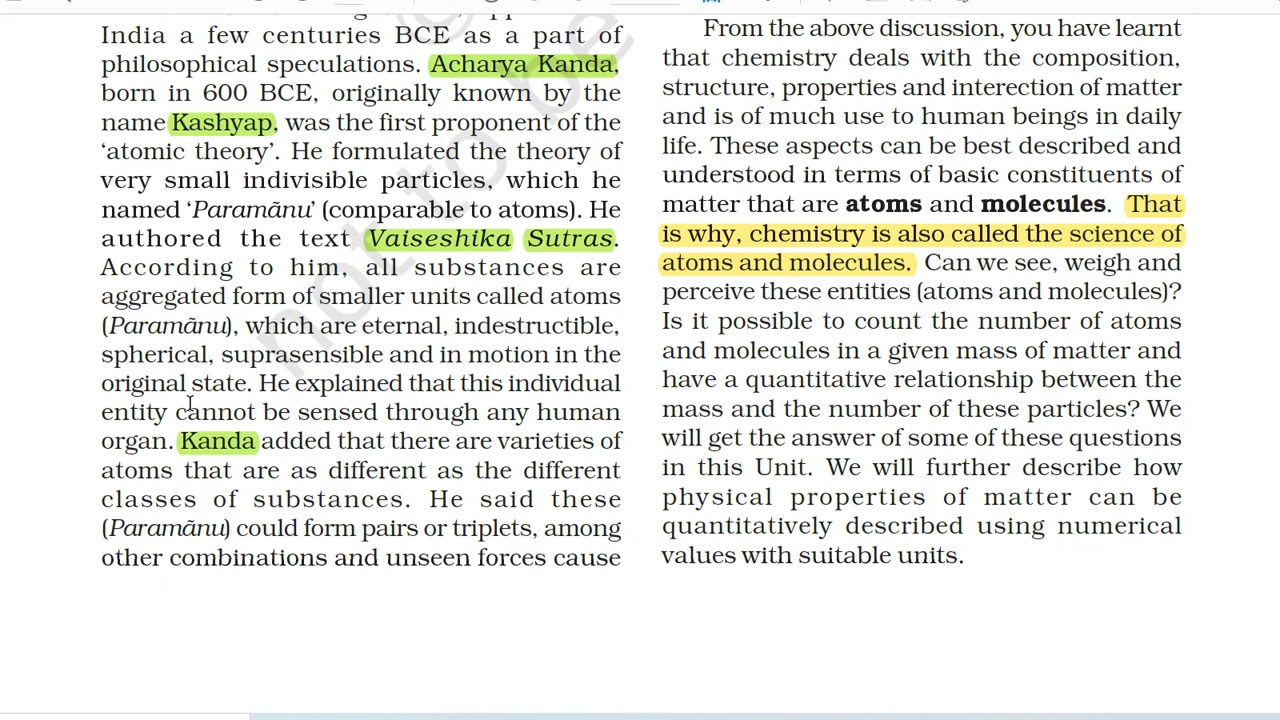 India a few centuries BCE as a part of
philosophical speculations. Acharya Kanda,
born in 600 BCE, originally known by the
name Kashyap, was the first proponent of the
‘atomic theory’. He formulated the theory of
very small indivisible particles, which he
named ‘Paramãnu’ (comparable to atoms). He
authored the text Vaiseshika Sutras.
According to him, all substances are
aggregated form of smaller units called atoms
(Paramãnu), which are eternal, indestructible,
spherical, suprasensible and in motion in the
original state. He explained that this individual
entity cannot be sensed through any human
organ. Kanda added that there are varieties of
atoms that are as different as the different
classes of substances. He said these
(Paramãnu) could form pairs or triplets, among
other combinations and unseen forces cause
From the above discussion, you have learnt
that chemistry deals with the composition,
structure, properties and interection of matter
and is of much use to human beings in daily
life. These aspects can be best described and
understood in terms of basic constituents of
matter that are atoms and molecules. That
is why, chemistry is also called the science of
atoms and molecules. Can we see, weigh and
perceive these entities (atoms and molecules)?
Is it possible to count the number of atoms
and molecules in a given mass of matter and
have a quantitative relationship between the
mass and the number of these particles? We
will get the answer of some of these questions
in this Unit. We will further describe how
physical properties of matter can be
quantitatively described using numerical
values with suitable units.
not to be